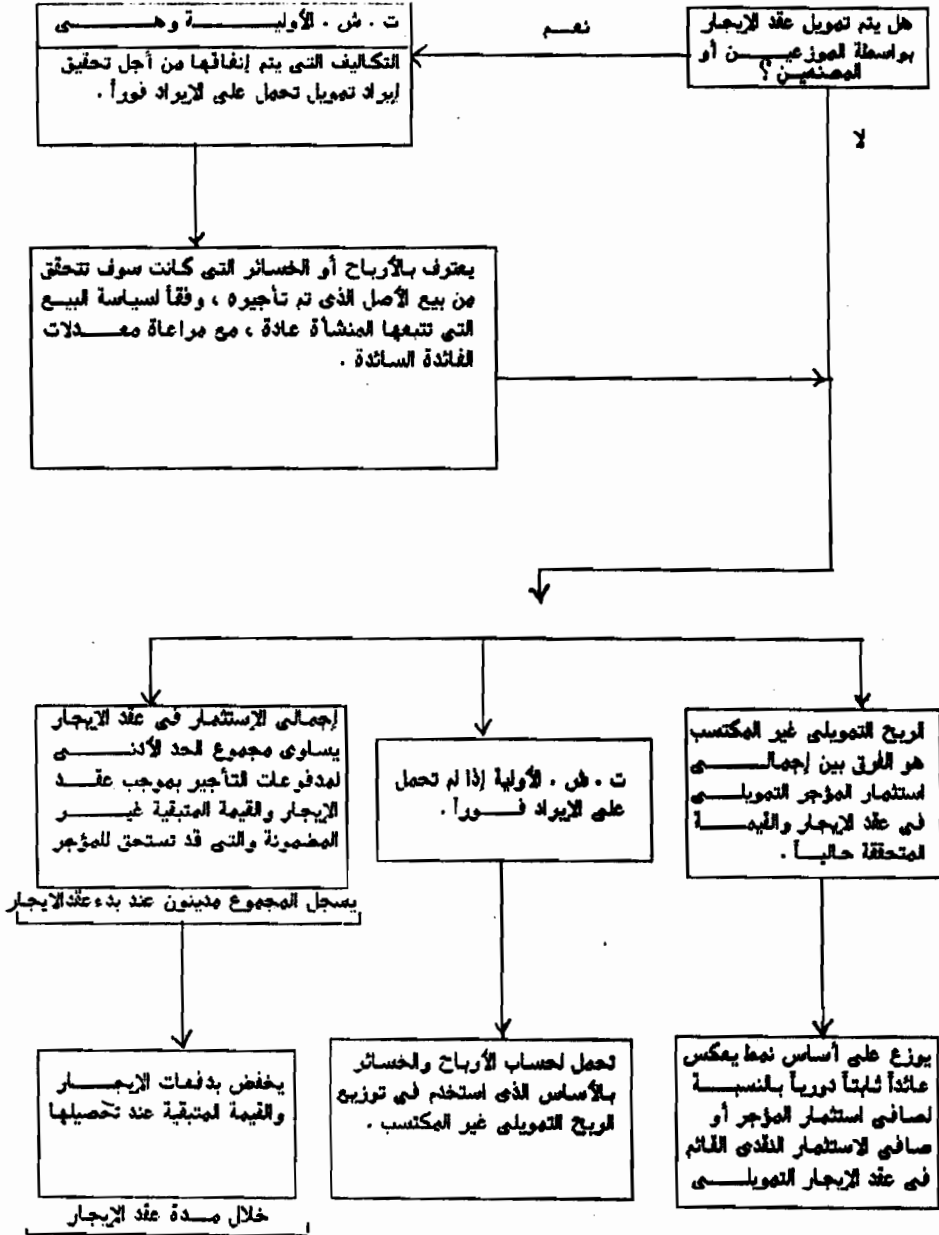 هل يتم تمويل عقد الإيجار
بواسطة الموزعين أو
المصنعين ؟
نعم
لا
ت . ش . الأولية وهى
التكاليف التى يتم إنفاقها من أجل تحقيق
إيراد تمويل تحمل على الإيراد فوراً .
يعترف بالأرباح أو الخسائر التى كانت سوف تتحقق
من بيع الأصل الذى تم تأجيره ، وفقاً لسياسة البيع
التى تتبعها المنشأة عادة ، مع مراعاة معدلات
الفائدة السائدة .
الربح التمويلى غير المكتسب
هو الفرق بين إجمالى
استثمار المؤجر التمويلى
فى عقد الإيجار والقيمة
المتحققة حالياً .
ت . ش . الأولية إذا لم تحمل
على الإيراد فوراً .
إجمالى الإستثمار فى عقد الايجار
يساوى مجموع الحد الأدنى
لمدفوعات التأجير بموجب عقد
الإيجار والقيمة المتبقية غير
المضمونة والتى قد تستحق للمؤجر
يسجل المجموع مدينون عند بدء عقد الايجار
يوزع على أساس نمط يعكس
عائداً ثابتاً دورياً بالنسبة
لصافى استثمار المؤجر أو
صافى الاستثمار النقدى القائم
فى عقد الإيجار التمويلى
تحمل لحساب الأرباح والخسائر
بالأساس الذى استخدم فى توزيع
الربح التمويلى غير المكتسب .
يخفض بدفعات الإيجار
والقيمة المتبقية عند تحصيلها
خلال مدة عقد الإيجار